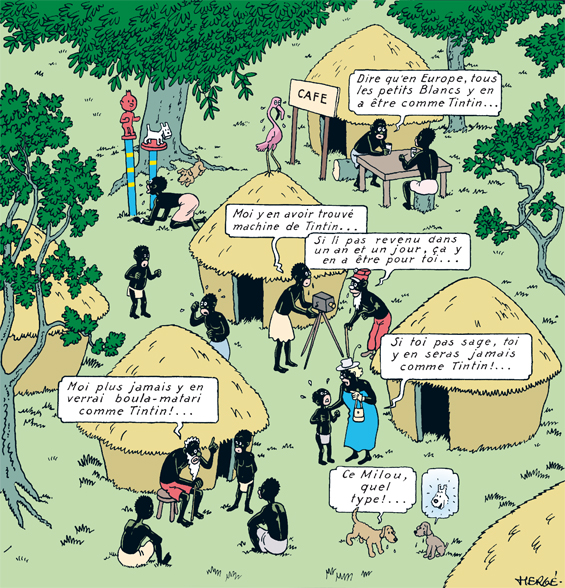 Dire qu'en Europe, tous
les petits Blancs y en
a être comme Tintin...
CAFE
Moi y en avoir trouvé
machine de Tintin...
Si li pas revenu dans
un an et un jour, ça y
en a être pour toi...
Si toi pas sage, toi
y en seras jamais
comme Tintin!...
Moi plus jamais y en
verrai boula-matari
comme Tintin!...
Ce Milou,
quel
type!...
HERGÉ-